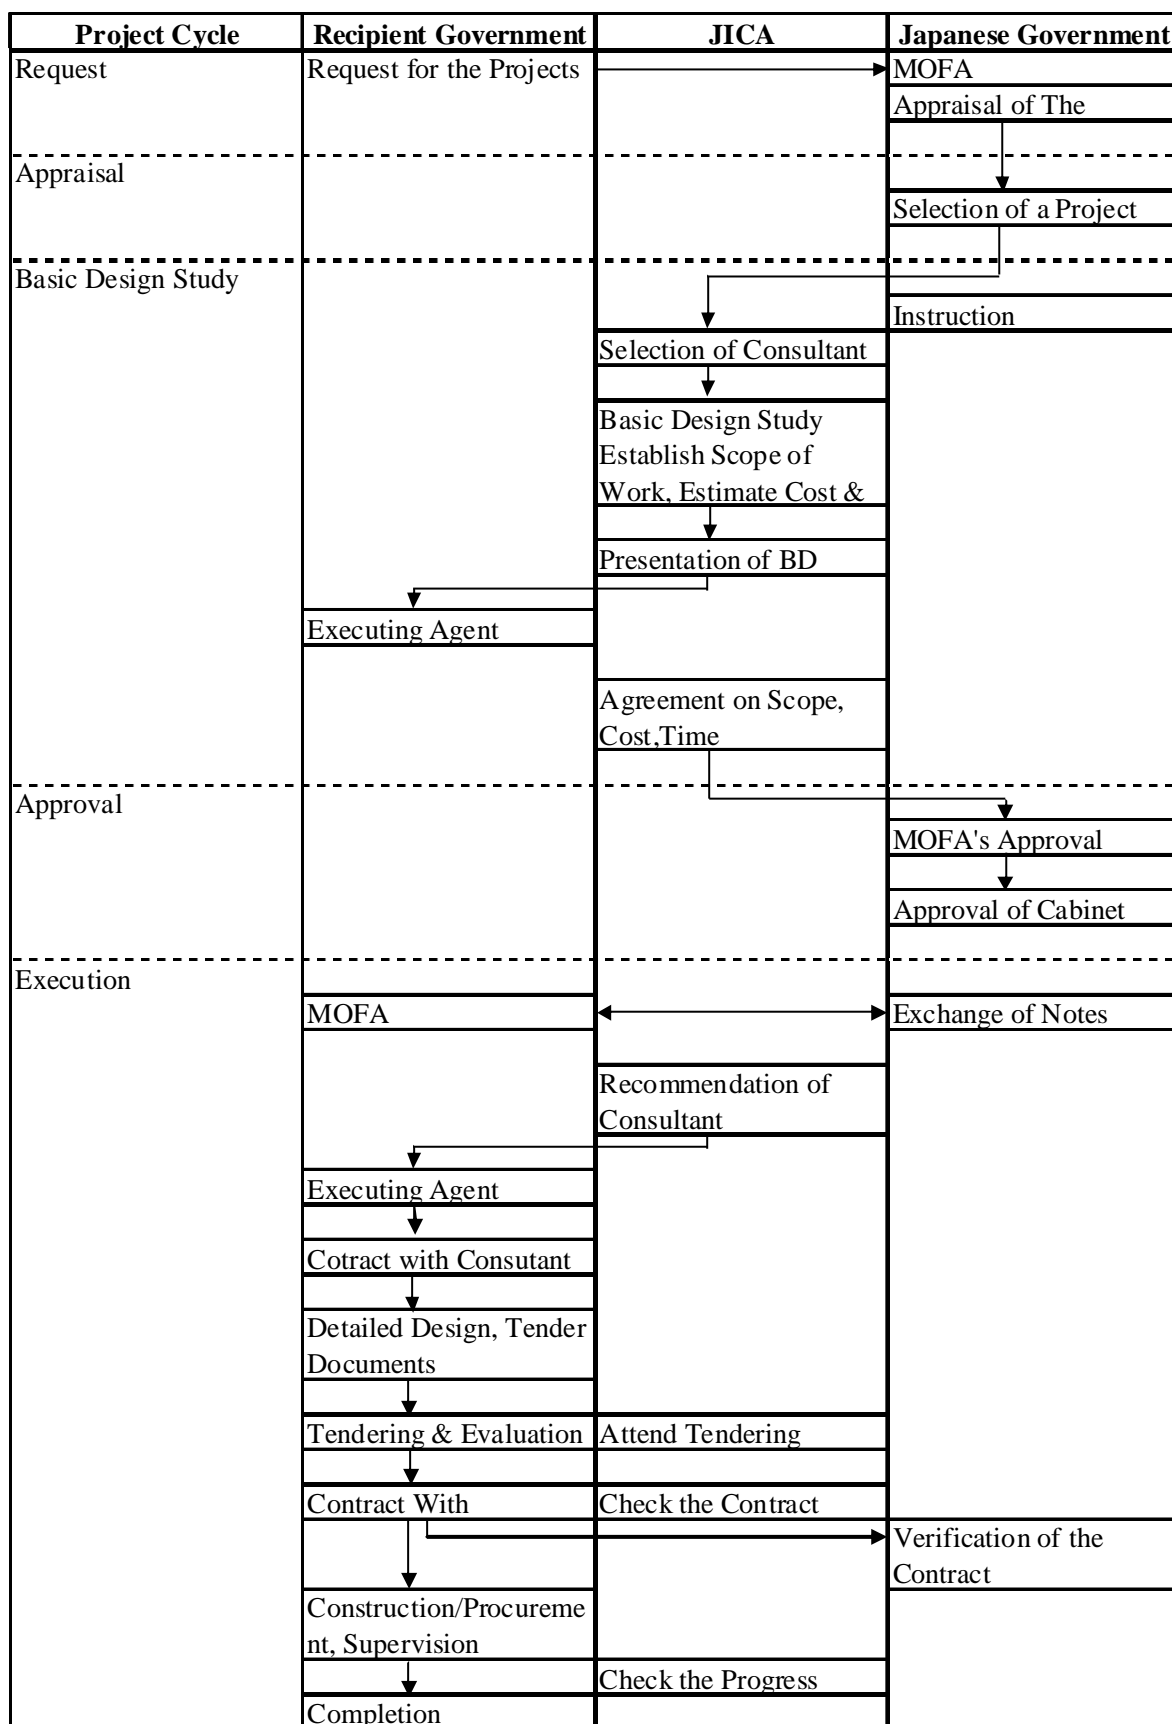 Project Cycle Recipient Government JICA Japanese Government
Request Request for the Projects MOFA
Appraisal of The
Appraisal
Selection of a Project
Basic Design Study
Instruction
Selection of Consultant
Basic Design Study
Establish Scope of
Work, Estimate Cost &
Presentation of BD
Executing Agent
Agreement on Scope,
Cost,Time
Approval
MOFA's Approval
Approval of Cabinet
Execution
MOFA Exchange of Notes
Recommendation of
Consultant
Executing Agent
Cotract with Consutant
Detailed Design, Tender
Documents
Tendering & Evaluation Attend Tendering
Contract With Check the Contract
Verification of the
Contract
Construction/Procureme
nt, Supervision
Check the Progress
Completion